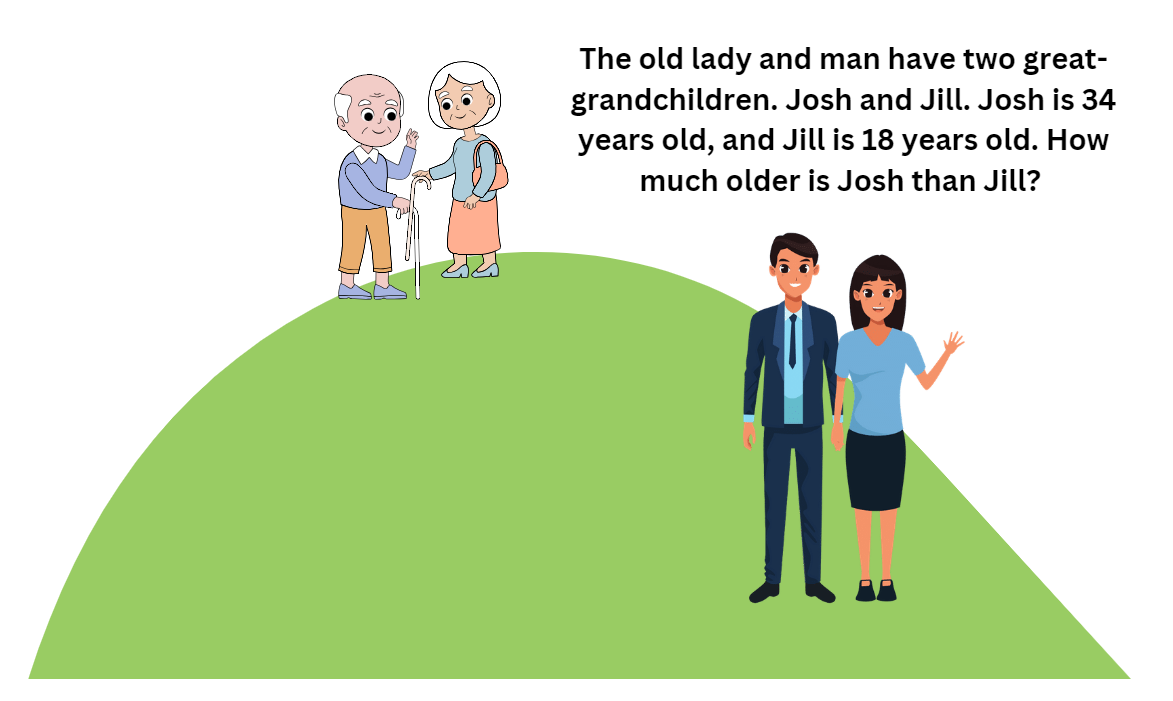 The old lady and man have two great-
grandchildren. Josh and Jill. Josh is 34
years old, and Jill is 18 years old. How
much older is Josh than Jill?